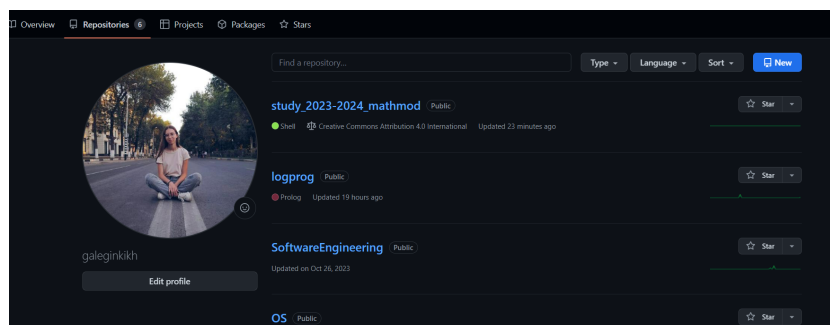 Overview Repositories 6 Projects Packages Stars
Find a repository... Type Language Sort New
study_2023-2024_mathmod Public Star
Shell Creative Commons Attribution 4.0 International Updated 23 minutes ago
logprog Public Star
Prolog Updated 19 hours ago
SoftwareEngineering Public Star
galeginkikh
Updated on Oct 26, 2023
Edit profile
OS Public Star